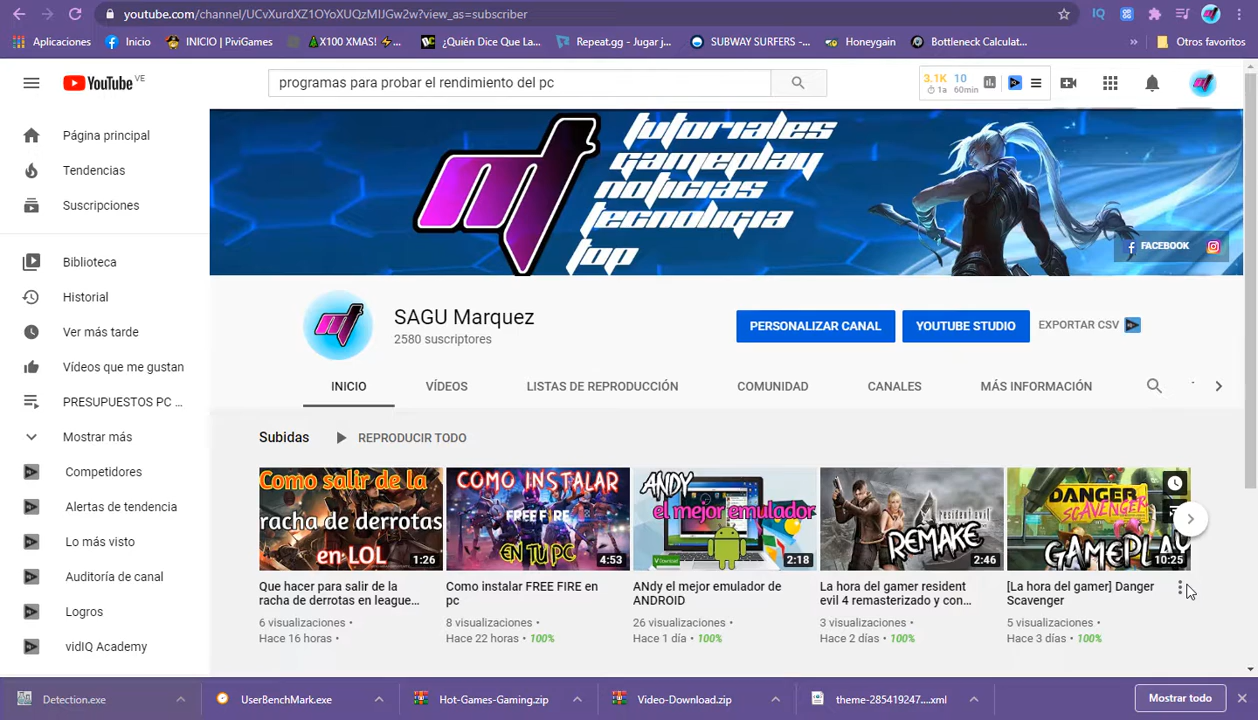 youtube.com/channel/UCvXurdXZ1OYoXUQzMIJGw2w?view_as=subscriber
Aplicaciones Inicio INICIO | PiviGames ⚠X100 XMAS! ⚡... ¿Quién Dice Que La... Repeat.gg - Jugar j... SUBWAY SURFERS -... Honeygain Bottleneck Calculat... » Otros favoritos
YouTube VE programas para probar el rendimiento del pc 3.1K 10
1a 60min
Página principal
Tendencias
Suscripciones
Biblioteca
Historial
Ver más tarde
Vídeos que me gustan
PRESUPUESTOS PC ...
Mostrar más
Competidores
Alertas de tendencia
Lo más visto
Auditoría de canal
Logros
vidIQ Academy
tutoriales
gameplay
noticias
tecnoligia
top
FACEBOOK
SAGU Marquez
2580 suscriptores
PERSONALIZAR CANAL YOUTUBE STUDIO EXPORTAR CSV
INICIO VÍDEOS LISTAS DE REPRODUCCIÓN COMUNIDAD CANALES MÁS INFORMACIÓN
Subidas REPRODUCIR TODO
Como salir de la
racha de derrotas
en LOL
1:26
Que hacer para salir de la
racha de derrotas en league...
6 visualizaciones •
Hace 16 horas •
COMO INSTALAR
FREE FIRE
EN TU PC
4:53
Como instalar FREE FIRE en
pc
8 visualizaciones •
Hace 22 horas • 100%
ANDY
el mejor emulador
2:18
ANdy el mejor emulador de
ANDROID
26 visualizaciones •
Hace 1 día • 100%
resident evil 4
REMAKE
2:46
La hora del gamer resident
evil 4 remasterizado y con...
3 visualizaciones •
Hace 2 días • 100%
DANGER
SCAVENGER
GAMEPLAY
10:25
[La hora del gamer] Danger
Scavenger
5 visualizaciones •
Hace 3 días • 100%
Detection.exe UserBenchMark.exe Hot-Games-Gaming.zip Video-Download.zip theme-285419247....xml Mostrar todo